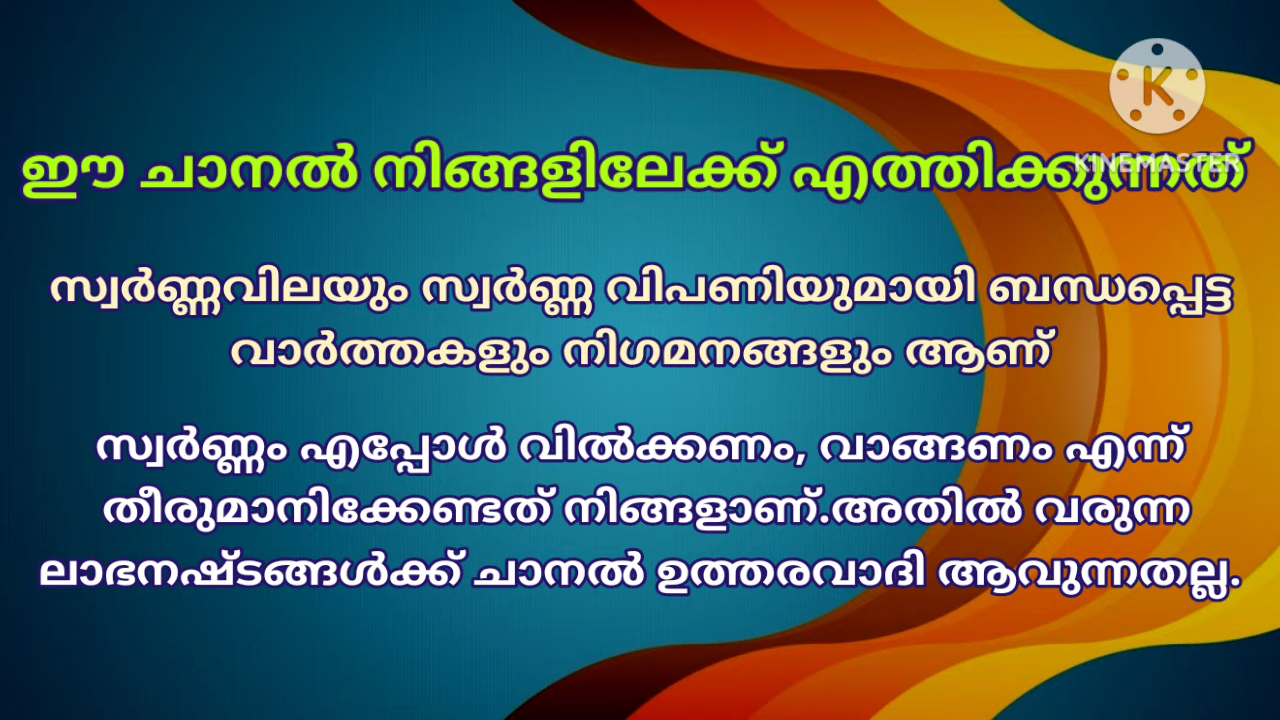 ഈ ചാനൽ നിങ്ങളിലേക്ക് എത്തിക്കുന്നത്
K
KINEMASTER
സ്വർണ്ണവിലയും സ്വർണ്ണ വിപണിയുമായി ബന്ധപ്പെട്ട
വാർത്തകളും നിഗമനങ്ങളും ആണ്
സ്വർണ്ണം എപ്പോൾ വിൽക്കണം, വാങ്ങണം എന്ന്
തീരുമാനിക്കേണ്ടത് നിങ്ങളാണ്.അതിൽ വരുന്ന
ലാഭനഷ്ടങ്ങൾക്ക് ചാനൽ ഉത്തരവാദി ആവുന്നതല്ല.